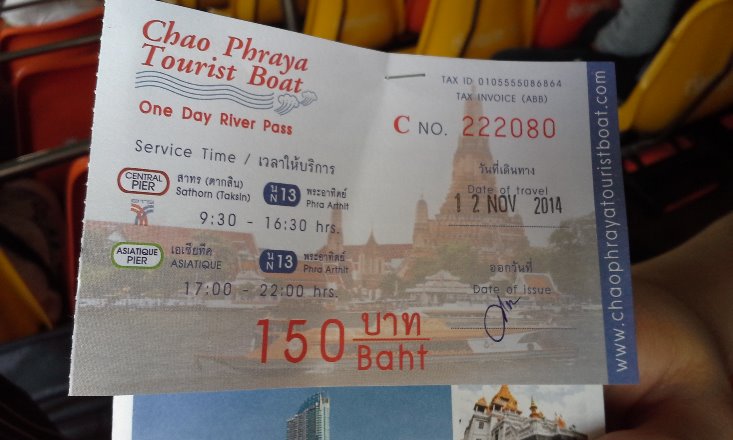 Chao Phraya
Tourist Boat
One Day River Pass
Service Time / เวลาให้บริการ
CENTRAL PIER สาทร (ตากสิน) Sathorn (Taksin) น N 13 พระอาทิตย์ Phra Arthit
9:30 - 16:30 hrs.
ASIATIQUE PIER เอเชียทีค ASIATIQUE น N 13 พระอาทิตย์ Phra Arthit
17:00 - 22:00 hrs.
150 บาท
Baht
TAX ID 0105555086864
TAX INVOICE (ABB)
C NO. 222080
วันที่เดินทาง
Date of travel
12 NOV 2014
ออกวันที่
Date of issue
www.chaophrayatouristboat.com